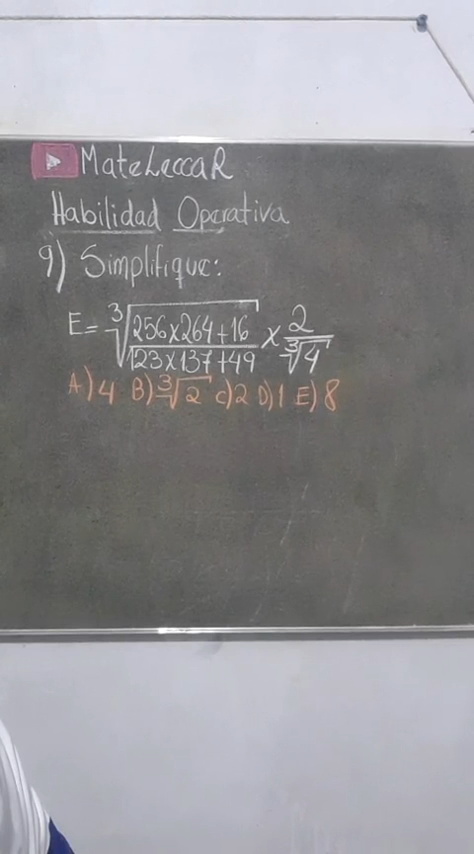 MateLeccaR
Habilidad Operativa
9) Simplifique:
E = ∛((256×264+16)/(123×137+49)) × 2/∛4
A) 4 B) ∛2 C) 2 D) 1 E) 8